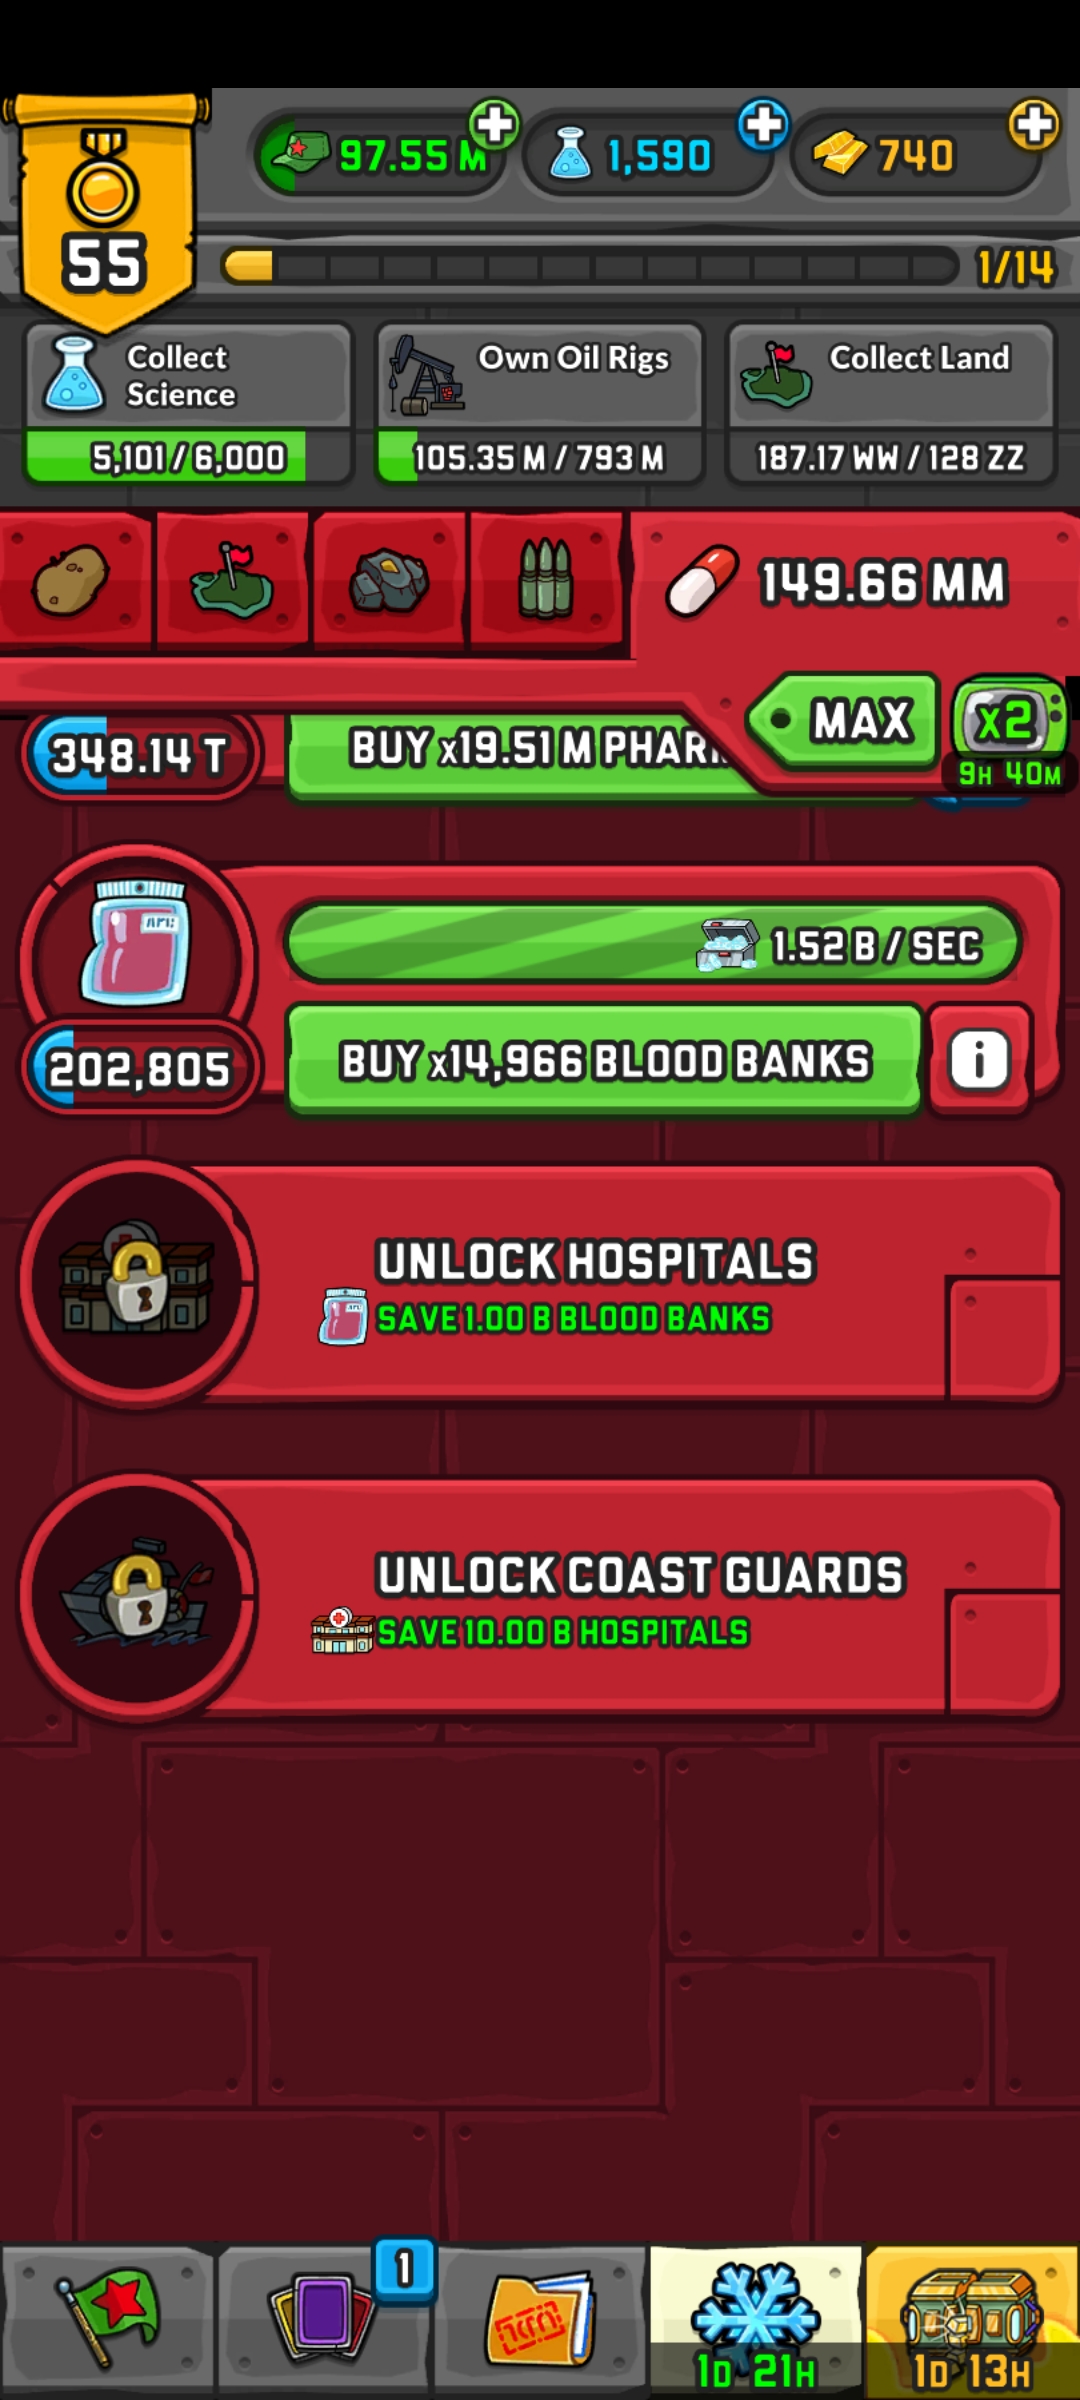 97.55 M
1,590
740
55
1/14
Collect
Science
5,101 / 6,000
Own Oil Rigs
105.35 M / 793 M
Collect Land
187.17 WW / 128 ZZ
149.66 MM
MAX
x2
9H 40M
348.14 T
BUY x19.51 M
1.52 B / SEC
202,805
BUY x14,966 BLOOD BANKS
i
UNLOCK HOSPITALS
SAVE 1.00 B BLOOD BANKS
UNLOCK COAST GUARDS
SAVE 10.00 B HOSPITALS
1
1D 21H
1D 13H